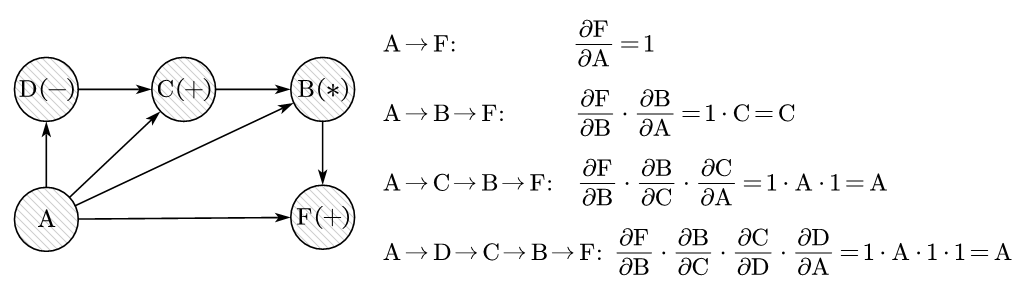 D(−)
C(+)
B(∗)
A
F(+)
A→F: ∂F/∂A = 1
A→B→F: ∂F/∂B · ∂B/∂A = 1 · C = C
A→C→B→F: ∂F/∂B · ∂B/∂C · ∂C/∂A = 1 · A · 1 = A
A→D→C→B→F: ∂F/∂B · ∂B/∂C · ∂C/∂D · ∂D/∂A = 1 · A · 1 · 1 = A